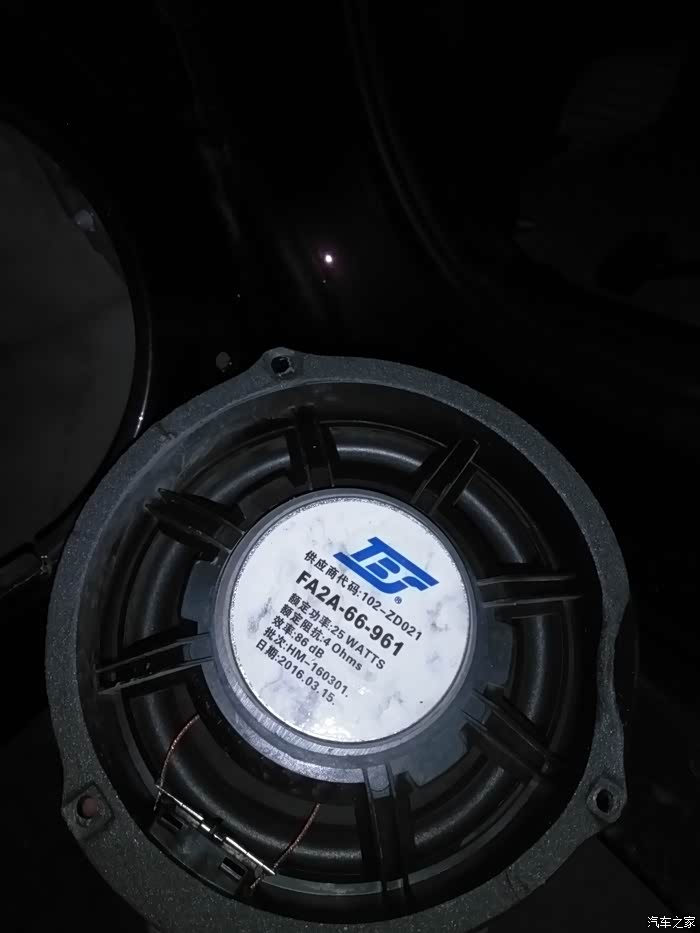 TBS®
供应商代码:102-ZD021
FA2A-66-961
额定功率:25 WATTS
额定阻抗:4 Ohms
效率:86 dB
批次:HM-160301.
日期:2016.03.15.
汽车之家